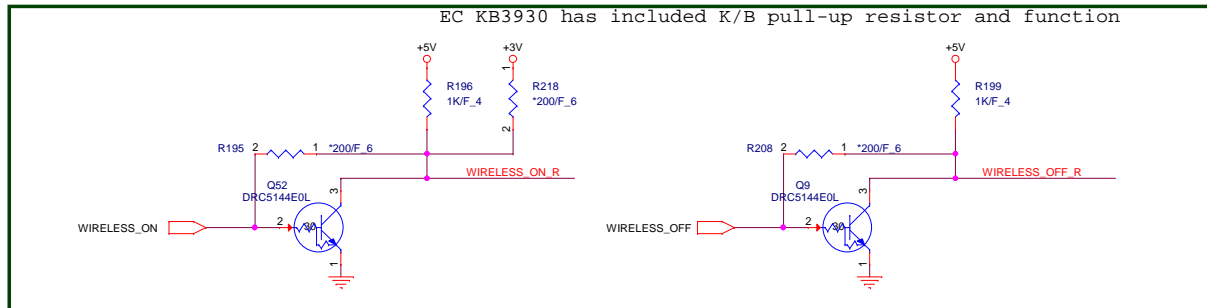 EC KB3930 has included K/B pull-up resistor and function
+5V
+3V
+5V
1
R196
1K/F_4
R218
*200/F_6
R199
1K/F_4
2
R195
2
1
*200/F_6
R208
2
1
*200/F_6
WIRELESS_ON_R
WIRELESS_OFF_R
Q52
DRC5144E0L
3
Q9
DRC5144E0L
3
WIRELESS_ON
2
30
WIRELESS_OFF
2
30
1
1